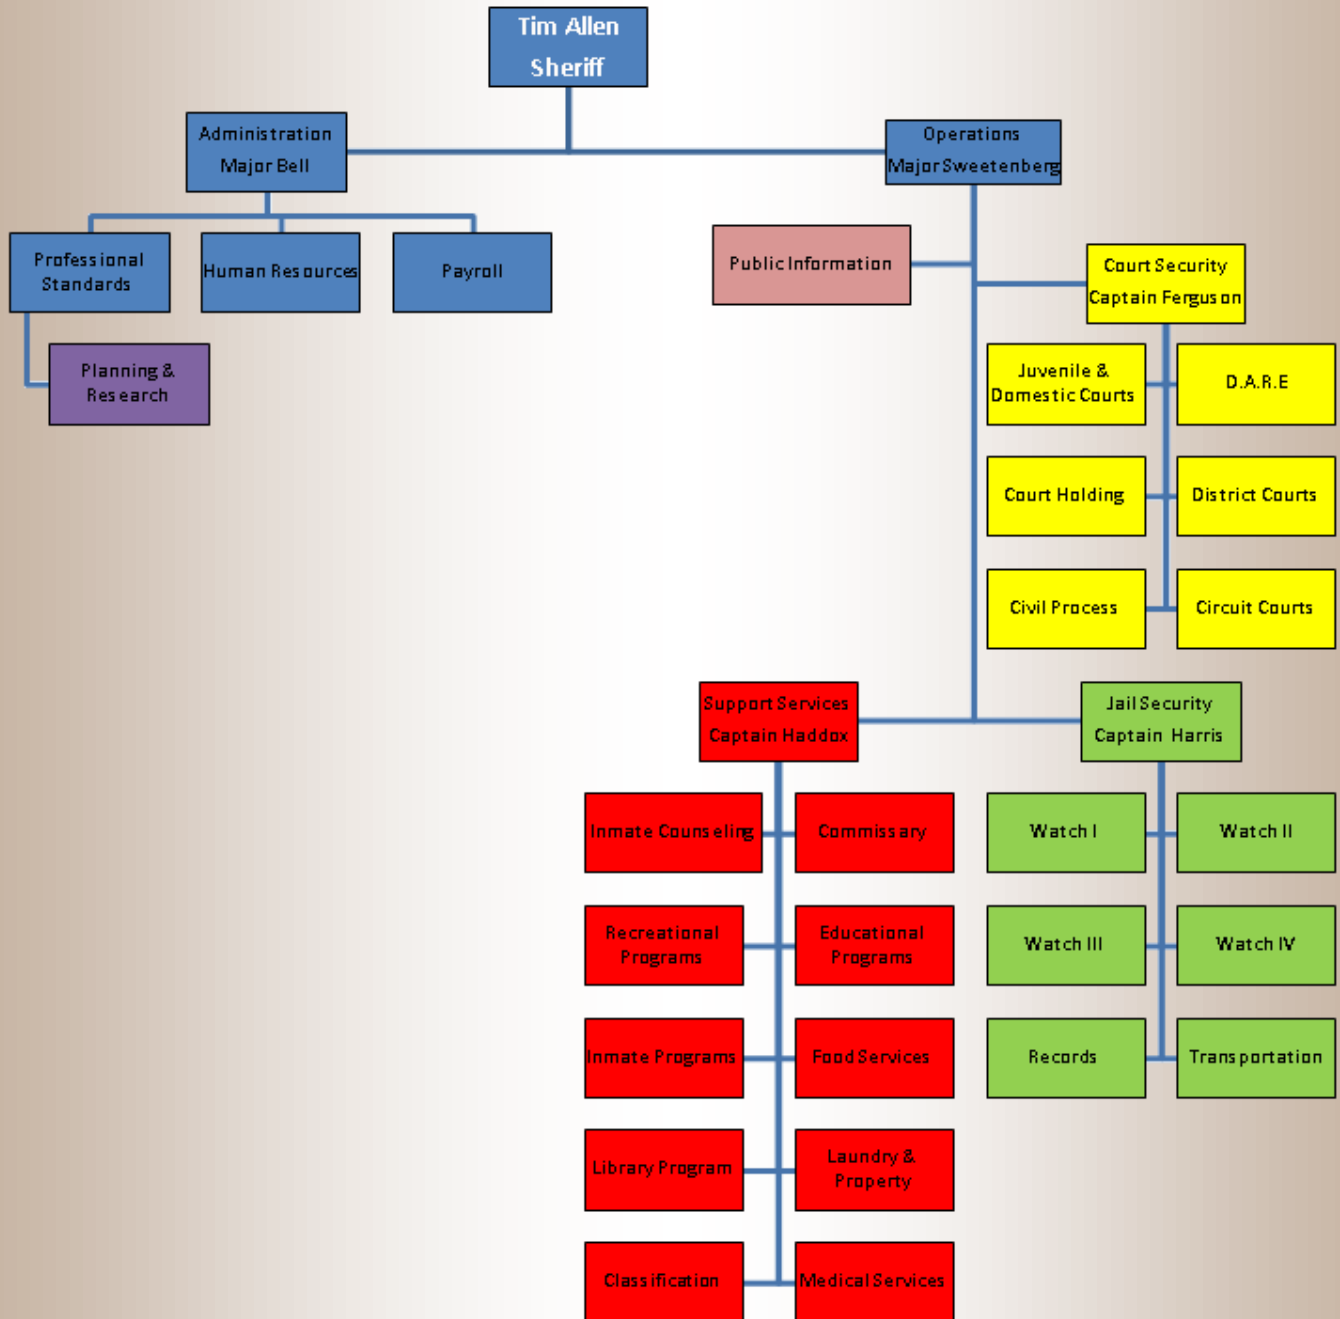 Tim Allen
Sheriff
Administration
Major Bell
Operations
Major Sweetenberg
Professional
Standards
Human Resources
Payroll
Public Information
Court Security
Captain Ferguson
Planning &
Research
Juvenile &
Domestic Courts
D.A.R.E
Court Holding
District Courts
Civil Process
Circuit Courts
Support Services
Captain Haddox
Jail Security
Captain Harris
Inmate Counseling
Commissary
Watch I
Watch II
Recreational
Programs
Educational
Programs
Watch III
Watch IV
Inmate Programs
Food Services
Records
Transportation
Library Program
Laundry &
Property
Classification
Medical Services